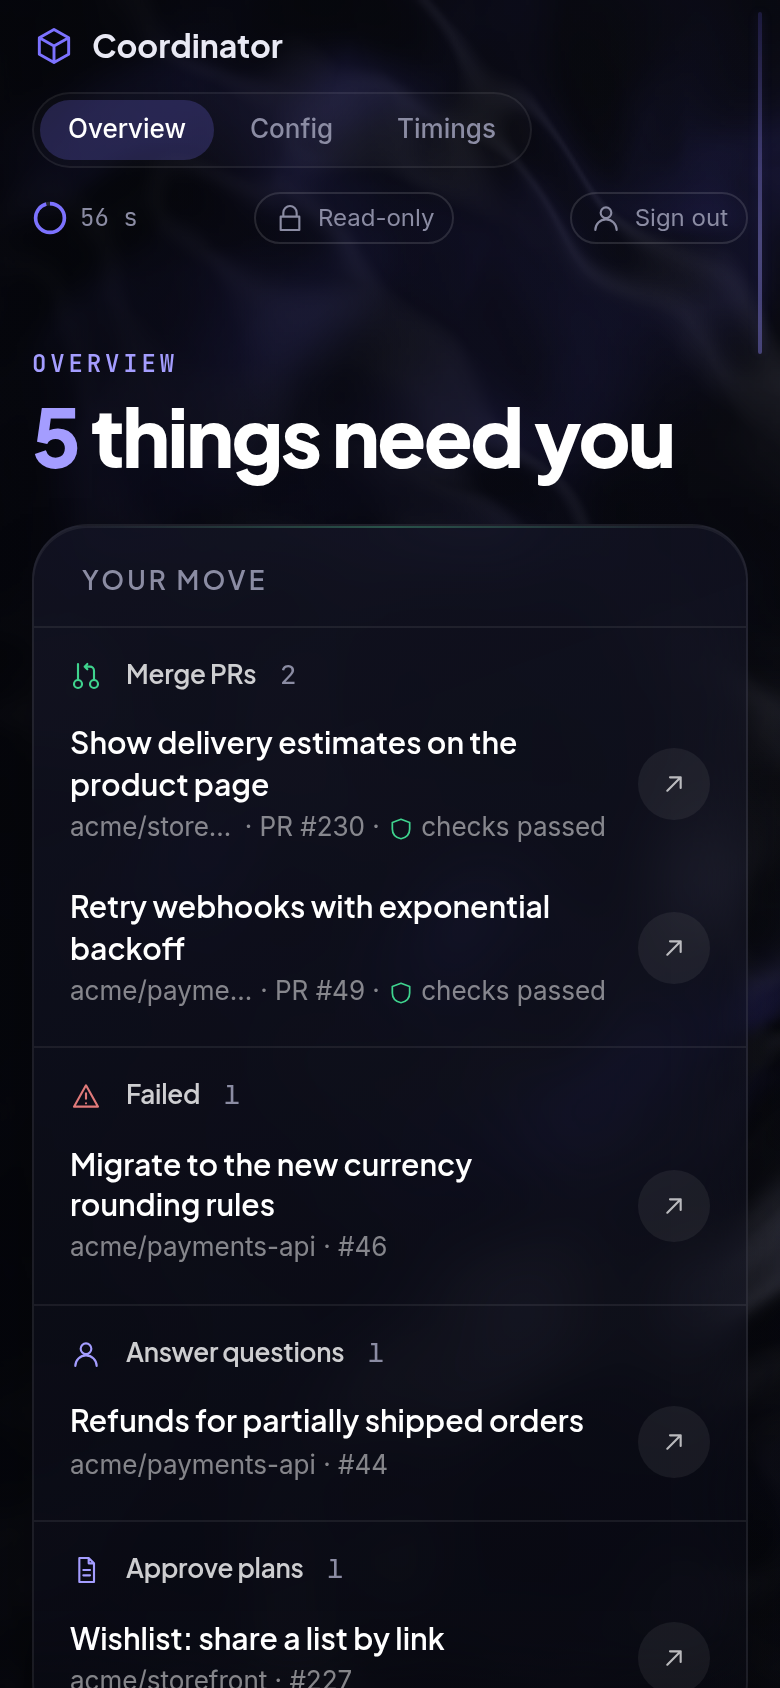 Coordinator
Overview Config Timings
56 s Read-only Sign out
OVERVIEW
5 things need you
YOUR MOVE
Merge PRs 2
Show delivery estimates on the
product page
acme/store... · PR #230 · checks passed
Retry webhooks with exponential
backoff
acme/payme... · PR #49 · checks passed
Failed 1
Migrate to the new currency
rounding rules
acme/payments-api · #46
Answer questions 1
Refunds for partially shipped orders
acme/payments-api · #44
Approve plans 1
Wishlist: share a list by link
acme/storefront · #227